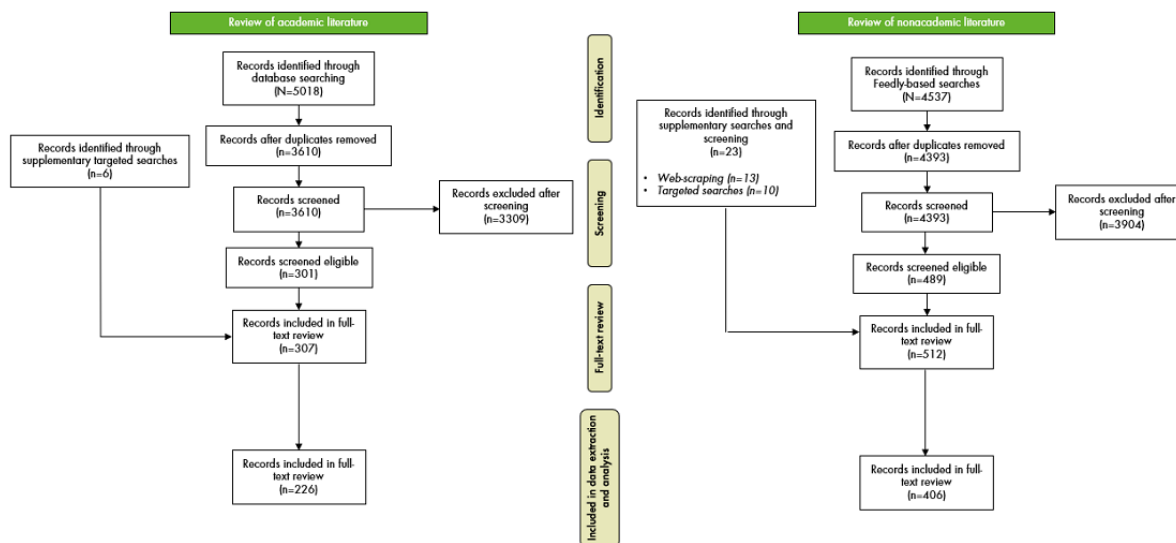 Review of academic literature
Records identified through
database searching
(N=5018)
Records after duplicates removed
(n=3610)
Records identified through
supplementary targeted searches
(n=6)
Records screened
(n=3610)
Records excluded after
screening
(n=3309)
Records screened eligible
(n=301)
Records included in full-
text review
(n=307)
Records included in full-
text review
(n=226)
Identification
Screening
Full-text review
Included in data extraction
and analysis
Review of nonacademic literature
Records identified through
Feedly-based searches
(N=4537)
Records identified through
supplementary searches and
screening
(n=23)
• Web-scraping (n=13)
• Targeted searches (n=10)
Records after duplicates removed
(n=4393)
Records screened
(n=4393)
Records excluded after
screening
(n=3904)
Records screened eligible
(n=489)
Records included in full-
text review
(n=512)
Records included in full-
text review
(n=406)